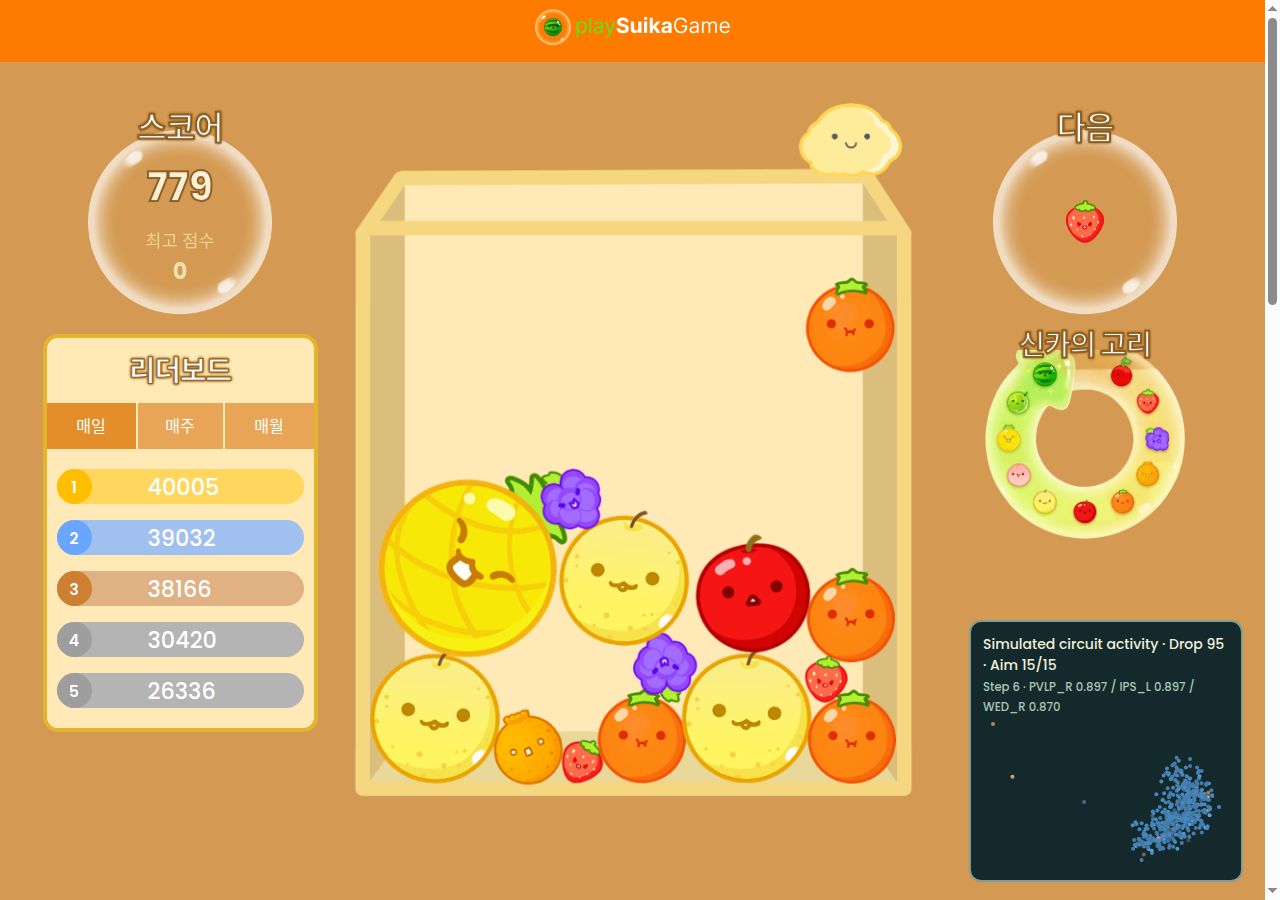 playSuikaGame
스코어
779
최고 점수
0
리더보드
매일 매주 매월
1 40005
2 39032
3 38166
4 30420
5 26336
다음
신카의 고리
Simulated circuit activity · Drop 95
· Aim 15/15
Step 6 · PVLP_R 0.897 / IPS_L 0.897 /
WED_R 0.870